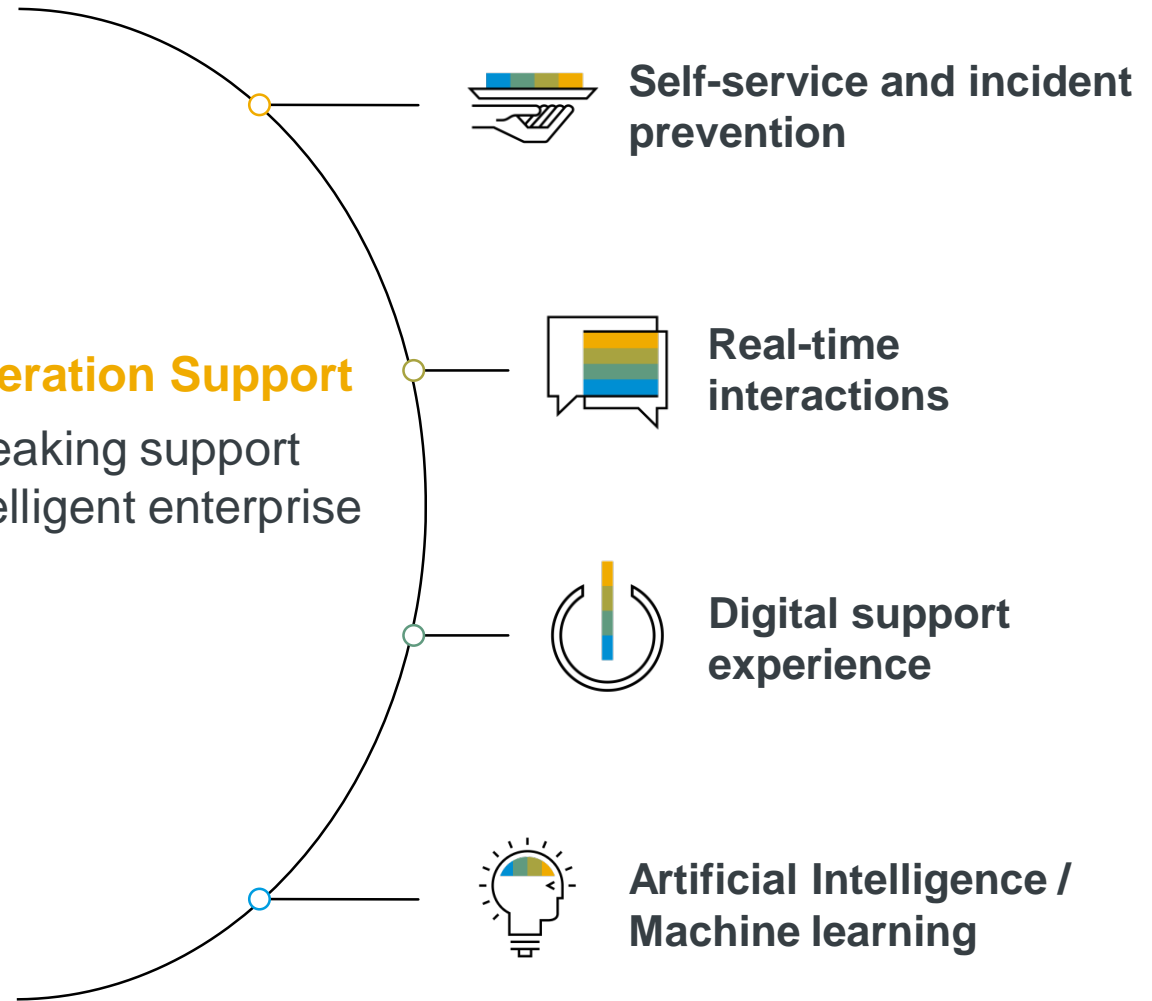 Self-service and incident
prevention
Real-time
interactions
eration Support
eaking support
elligent enterprise
Digital support
experience
Artificial Intelligence /
Machine learning